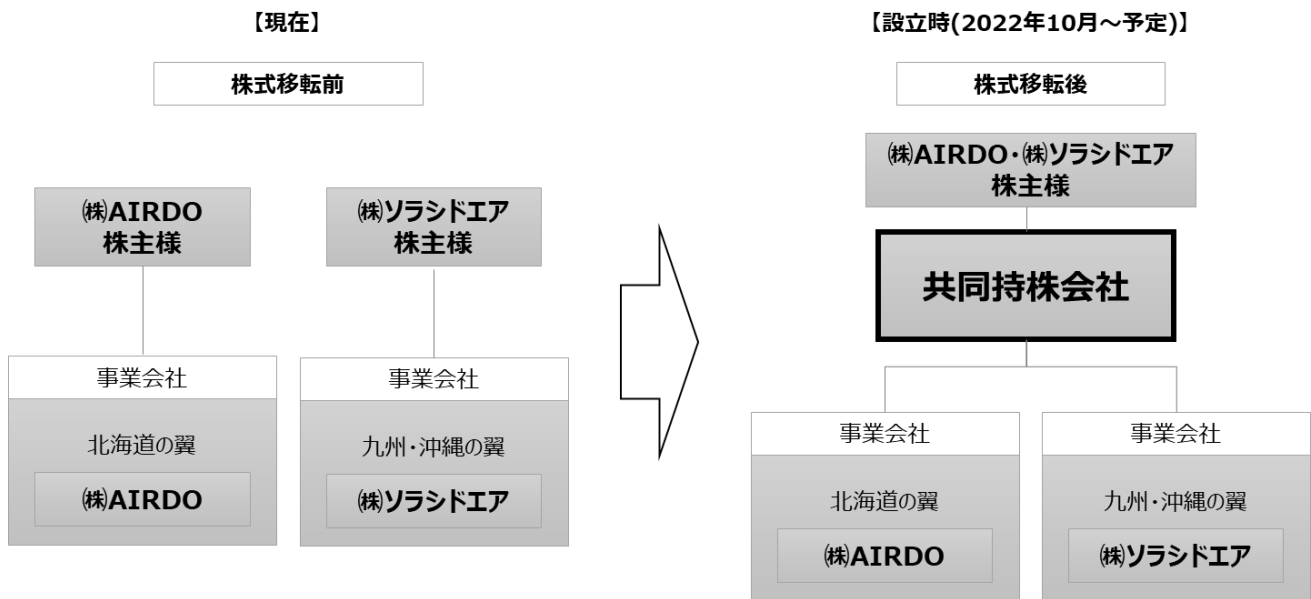 【現在】
株式移転前
㈱AIRDO
株主様
㈱ソラシドエア
株主様
事業会社
北海道の翼
㈱AIRDO
事業会社
九州・沖縄の翼
㈱ソラシドエア
【設立時(2022年10月～予定)】
株式移転後
㈱AIRDO・㈱ソラシドエア
株主様
共同持株会社
事業会社
北海道の翼
㈱AIRDO
事業会社
九州・沖縄の翼
㈱ソラシドエア